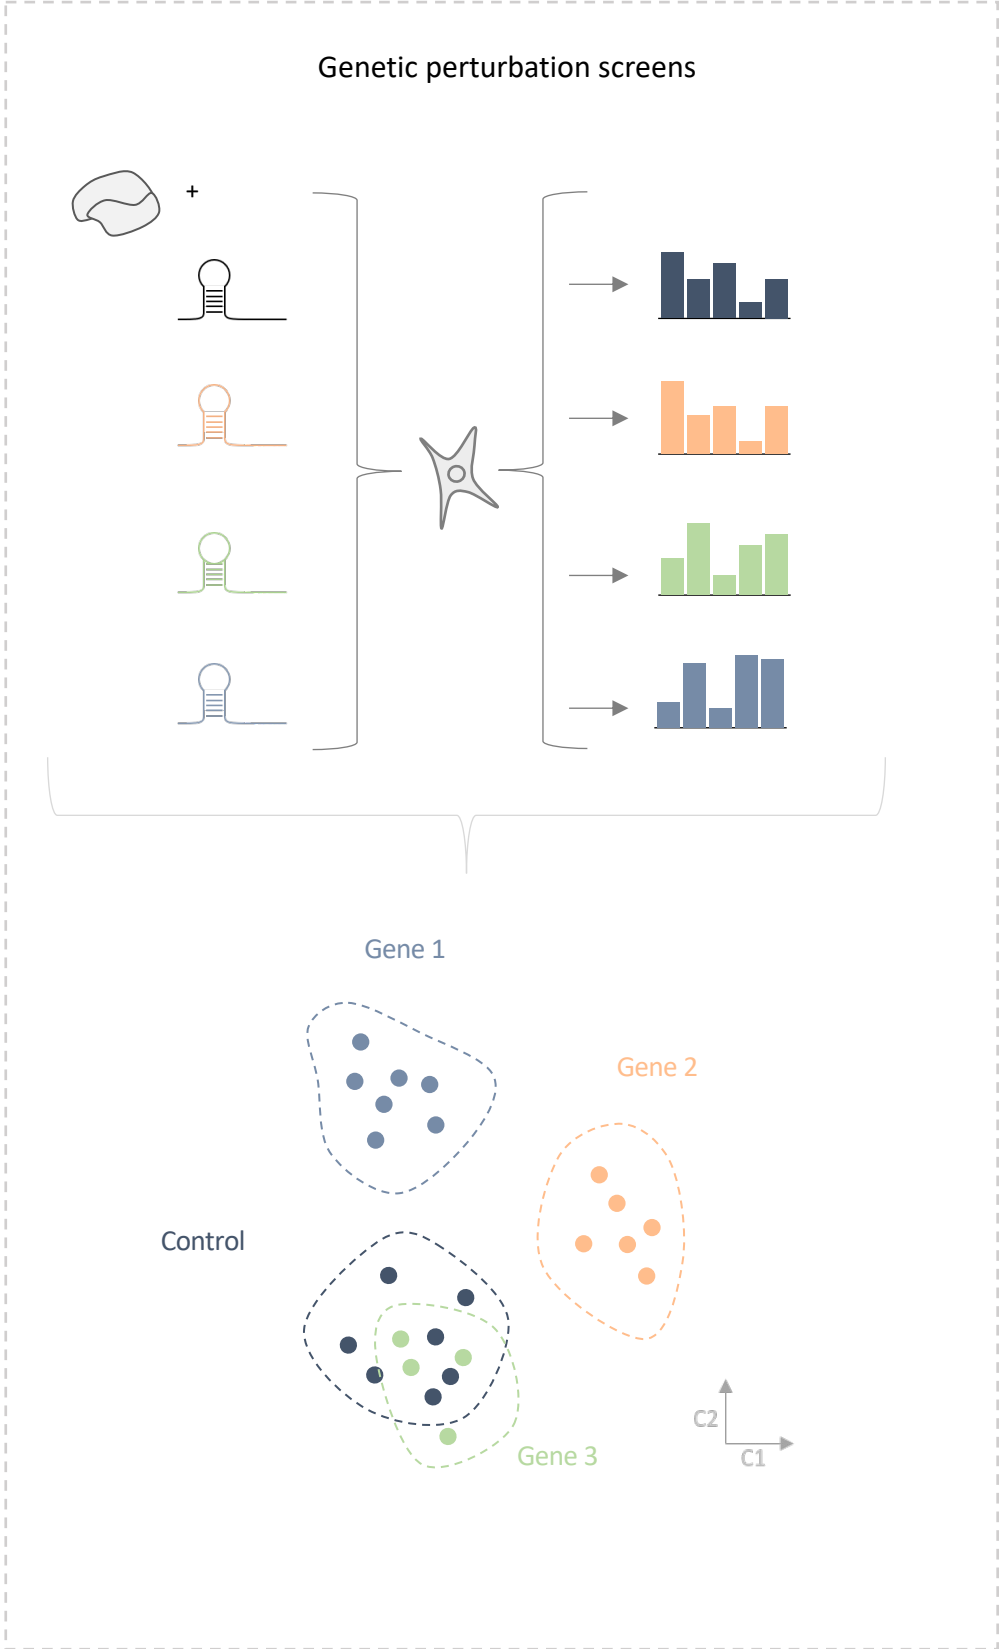 Genetic perturbation screens
+
Gene 1
Gene 2
Control
C2
C1
Gene 3